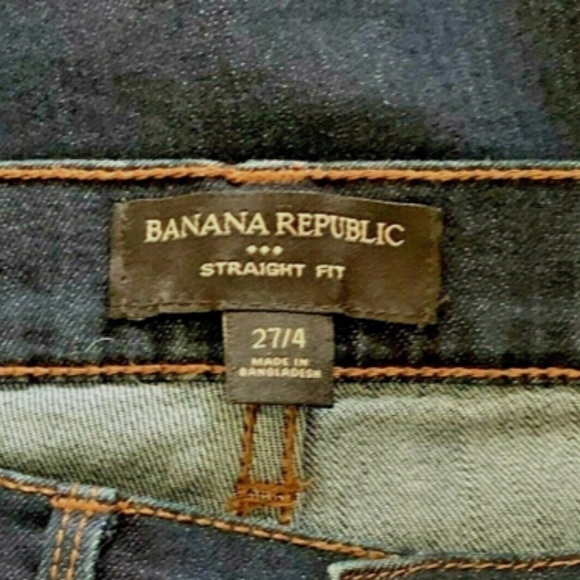 BANANA REPUBLIC
STRAIGHT FIT
27/4
MADE IN
BANGLADESH